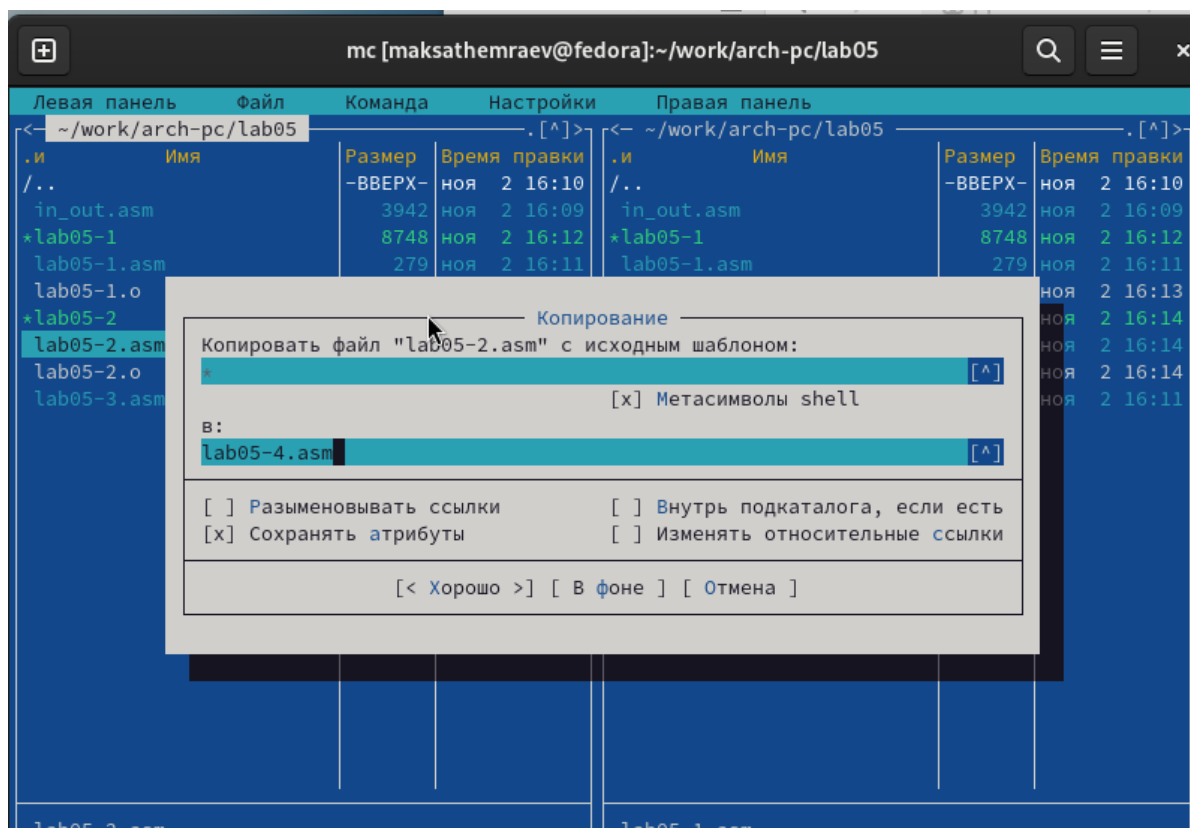 mc [maksathemraev@fedora]:~/work/arch-pc/lab05
Левая панель Файл Команда Настройки Правая панель
<- ~/work/arch-pc/lab05 .[^]> <- ~/work/arch-pc/lab05 .[^]>
.и Имя Размер Время правки .и Имя Размер Время правки
/.. -ВВЕРХ- ноя 2 16:10 /.. -ВВЕРХ- ноя 2 16:10
in_out.asm 3942 ноя 2 16:09 in_out.asm 3942 ноя 2 16:09
*lab05-1 8748 ноя 2 16:12 *lab05-1 8748 ноя 2 16:12
lab05-1.asm 279 ноя 2 16:11 lab05-1.asm 279 ноя 2 16:11
lab05-1.o ноя 2 16:13
*lab05-2 Копирование ноя 2 16:14
lab05-2.asm Копировать файл "lab05-2.asm" с исходным шаблоном: ноя 2 16:14
lab05-2.o * [^] ноя 2 16:14
lab05-3.asm [x] Метасимволы shell ноя 2 16:11
в:
lab05-4.asm [^]
[ ] Разыменовывать ссылки [ ] Внутрь подкаталога, если есть
[x] Сохранять атрибуты [ ] Изменять относительные ссылки
[< Хорошо >] [ В фоне ] [ Отмена ]